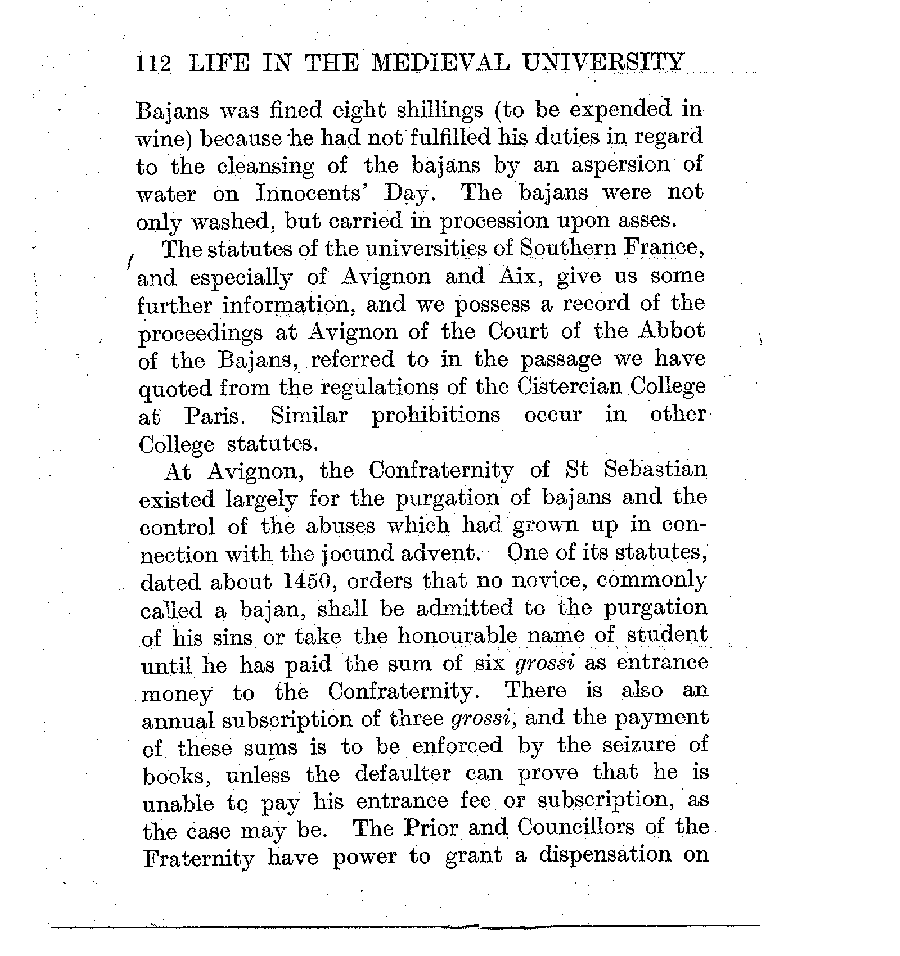 112 LIFE IN THE MEDIEVAL UNIVERSITY
Bajans was fined eight shillings (to be expended in
wine) because he had not fulfilled his duties in regard
to the cleansing of the bajans by an aspersion of
water on Innocents' Day. The bajans were not
only washed, but carried in procession upon asses.
The statutes of the universities of Southern France,
and especially of Avignon and Aix, give us some
further information, and we possess a record of the
proceedings at Avignon of the Court of the Abbot
of the Bajans, referred to in the passage we have
quoted from the regulations of the Cistercian College
at Paris. Similar prohibitions occur in other
College statutes.
At Avignon, the Confraternity of St Sebastian
existed largely for the purgation of bajans and the
control of the abuses which had grown up in con-
nection with the jocund advent. One of its statutes,
dated about 1450, orders that no novice, commonly
called a bajan, shall be admitted to the purgation
of his sins or take the honourable name of student
until he has paid the sum of six grossi as entrance
money to the Confraternity. There is also an
annual subscription of three grossi, and the payment
of these sums is to be enforced by the seizure of
books, unless the defaulter can prove that he is
unable to pay his entrance fee or subscription, as
the case may be. The Prior and Councillors of the
Fraternity have power to grant a dispensation on